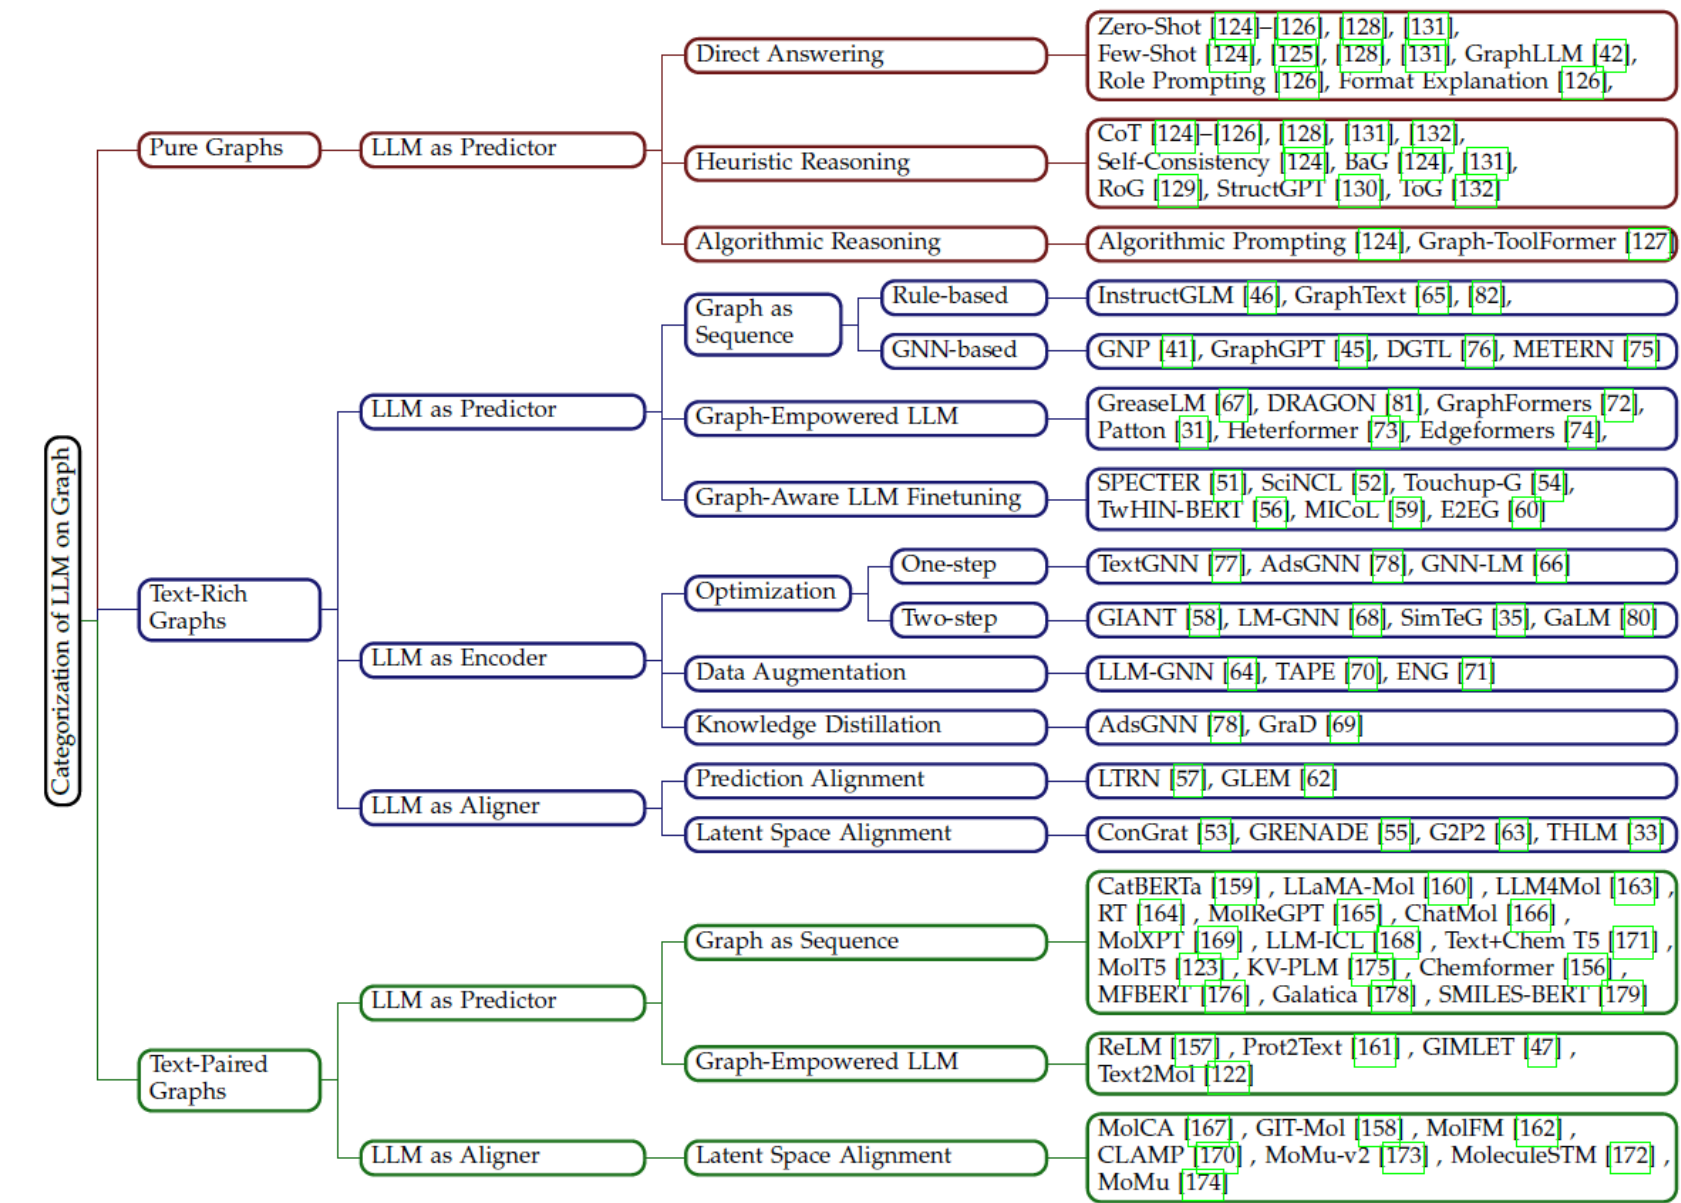 Categorization of LLM on Graph
Pure Graphs
LLM as Predictor
Direct Answering
Zero-Shot [124]–[126], [128], [131],
Few-Shot [124], [125], [128], [131], GraphLLM [42],
Role Prompting [126], Format Explanation [126],
Heuristic Reasoning
CoT [124]–[126], [128], [131], [132],
Self-Consistency [124], BaG [124], [131],
RoG [129], StructGPT [130], ToG [132]
Algorithmic Reasoning
Algorithmic Prompting [124], Graph-ToolFormer [127]
Text-Rich
Graphs
LLM as Predictor
Graph as
Sequence
Rule-based
InstructGLM [46], GraphText [65], [82],
GNN-based
GNP [41], GraphGPT [45], DGTL [76], METERN [75]
Graph-Empowered LLM
GreaseLM [67], DRAGON [81], GraphFormers [72],
Patton [31], Heterformer [73], Edgeformers [74],
Graph-Aware LLM Finetuning
SPECTER [51], SciNCL [52], Touchup-G [54],
TwHIN-BERT [56], MICoL [59], E2EG [60]
LLM as Encoder
Optimization
One-step
TextGNN [77], AdsGNN [78], GNN-LM [66]
Two-step
GIANT [58], LM-GNN [68], SimTeG [35], GaLM [80]
Data Augmentation
LLM-GNN [64], TAPE [70], ENG [71]
Knowledge Distillation
AdsGNN [78], GraD [69]
LLM as Aligner
Prediction Alignment
LTRN [57], GLEM [62]
Latent Space Alignment
ConGrat [53], GRENADE [55], G2P2 [63], THLM [33]
Text-Paired
Graphs
LLM as Predictor
Graph as Sequence
CatBERTa [159] , LLaMA-Mol [160] , LLM4Mol [163] ,
RT [164] , MolReGPT [165] , ChatMol [166] ,
MolXPT [169] , LLM-ICL [168] , Text+Chem T5 [171] ,
MolT5 [123] , KV-PLM [175] , Chemformer [156] ,
MFBERT [176] , Galatica [178] , SMILES-BERT [179]
Graph-Empowered LLM
ReLM [157] , Prot2Text [161] , GIMLET [47] ,
Text2Mol [122]
LLM as Aligner
Latent Space Alignment
MolCA [167] , GIT-Mol [158] , MolFM [162] ,
CLAMP [170] , MoMu-v2 [173] , MoleculeSTM [172] ,
MoMu [174]